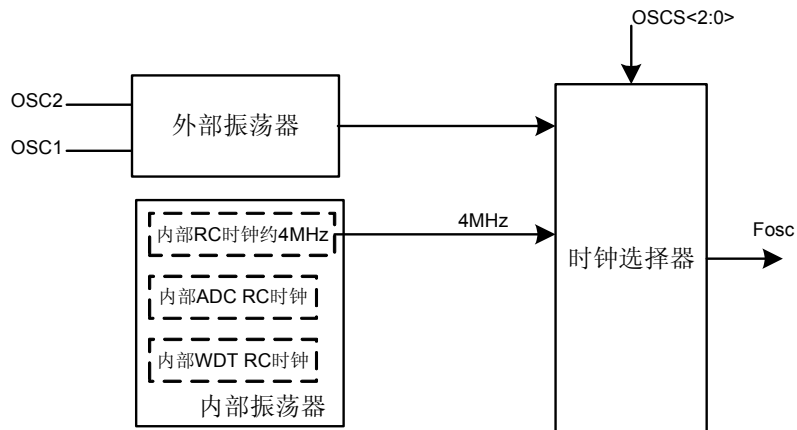 OSCS<2:0>
OSC2
外部振荡器
OSC1
内部RC时钟约4MHz
4MHz
时钟选择器
Fosc
内部ADC RC时钟
内部WDT RC时钟
内部振荡器